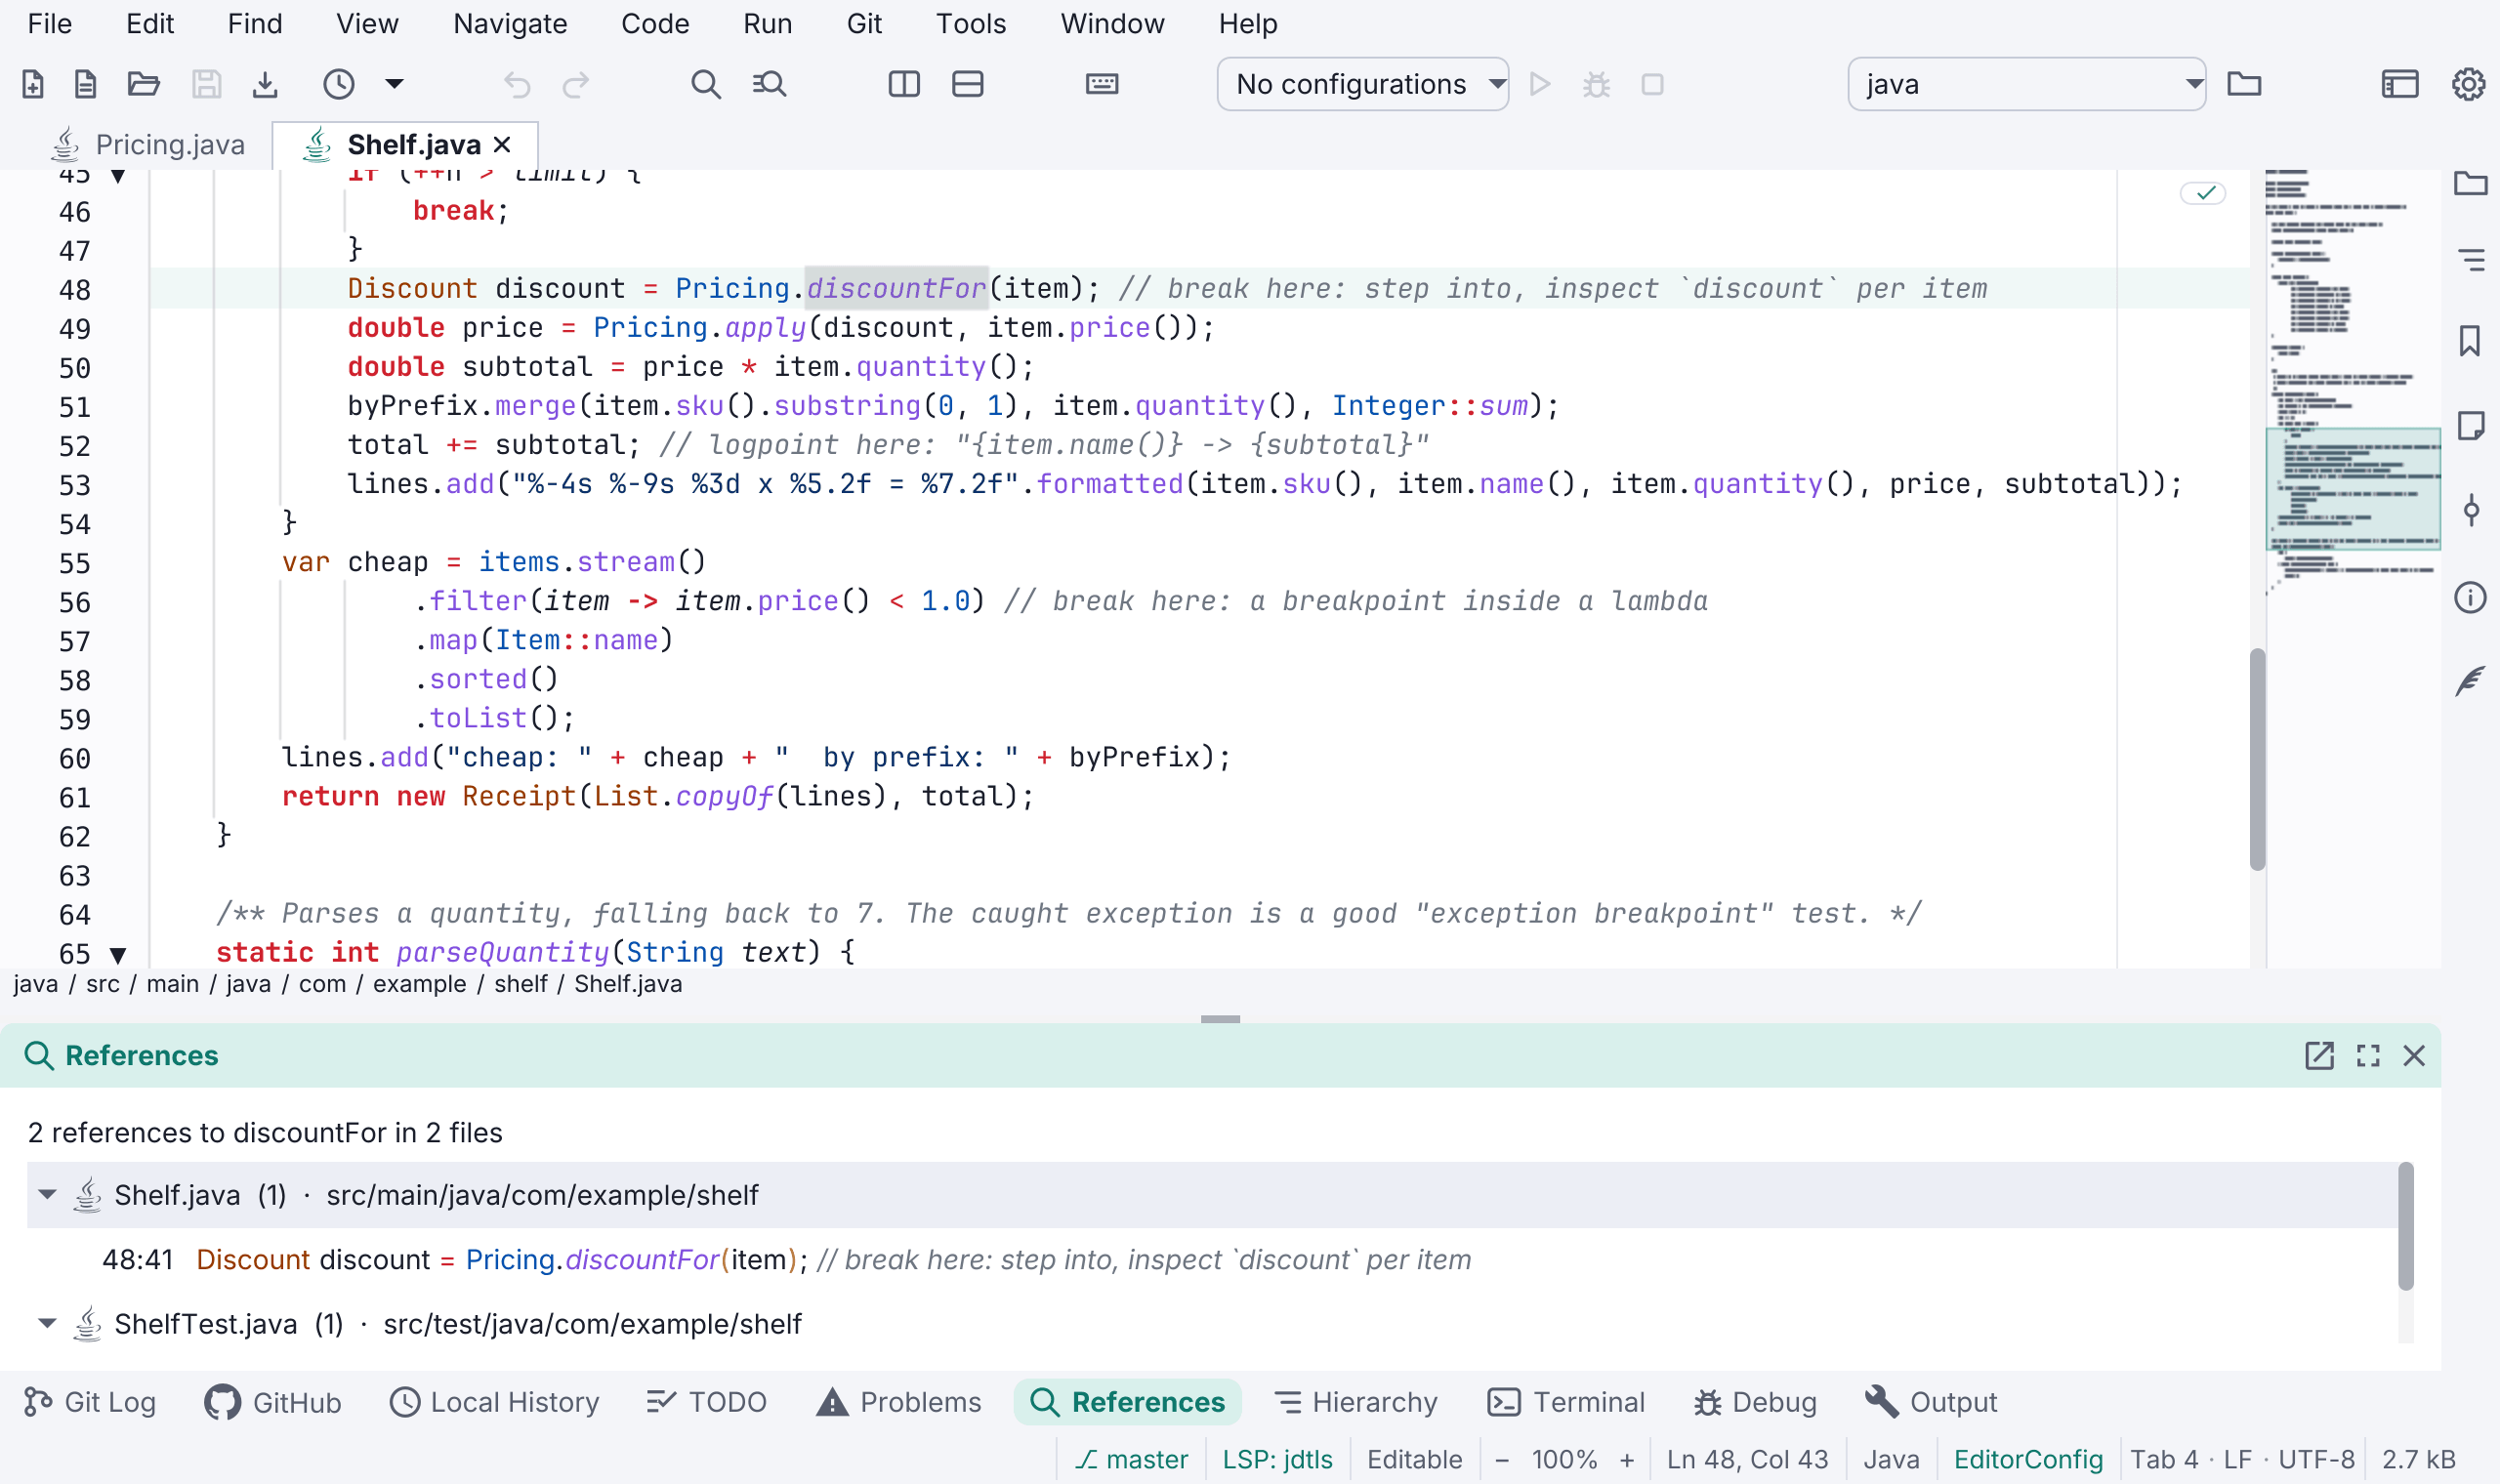 File Edit Find View Navigate Code Run Git Tools Window Help
No configurations java
Pricing.java Shelf.java
45 if (++n > limit) {
46 break;
47 }
48 Discount discount = Pricing.discountFor(item); // break here: step into, inspect `discount` per item
49 double price = Pricing.apply(discount, item.price());
50 double subtotal = price * item.quantity();
51 byPrefix.merge(item.sku().substring(0, 1), item.quantity(), Integer::sum);
52 total += subtotal; // logpoint here: "{item.name()} -> {subtotal}"
53 lines.add("%-4s %-9s %3d x %5.2f = %7.2f".formatted(item.sku(), item.name(), item.quantity(), price, subtotal));
54 }
55 var cheap = items.stream()
56 .filter(item -> item.price() < 1.0) // break here: a breakpoint inside a lambda
57 .map(Item::name)
58 .sorted()
59 .toList();
60 lines.add("cheap: " + cheap + "  by prefix: " + byPrefix);
61 return new Receipt(List.copyOf(lines), total);
62 }
63
64 /** Parses a quantity, falling back to 7. The caught exception is a good "exception breakpoint" test. */
65 static int parseQuantity(String text) {
java / src / main / java / com / example / shelf / Shelf.java
References
2 references to discountFor in 2 files
Shelf.java (1) · src/main/java/com/example/shelf
48:41 Discount discount = Pricing.discountFor(item); // break here: step into, inspect `discount` per item
ShelfTest.java (1) · src/test/java/com/example/shelf
Git Log GitHub Local History TODO Problems References Hierarchy Terminal Debug Output
master LSP: jdtls Editable − 100% + Ln 48, Col 43 Java EditorConfig Tab 4 · LF · UTF-8 2.7 kB